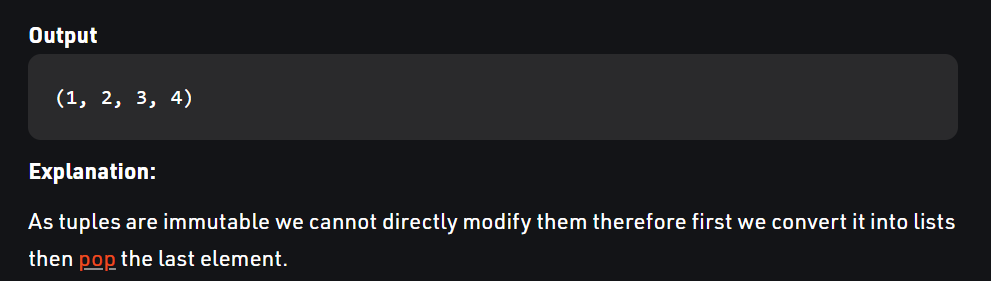 Output
(1, 2, 3, 4)
Explanation:
As tuples are immutable we cannot directly modify them therefore first we convert it into lists
then pop the last element.